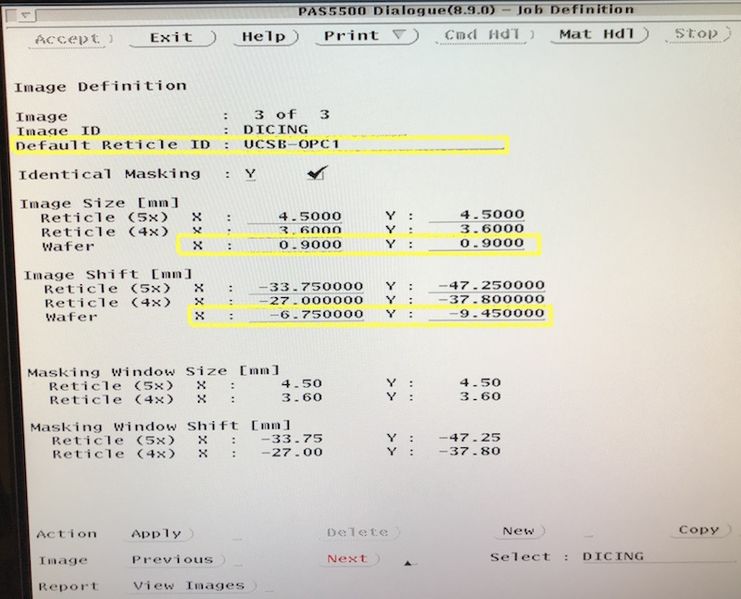 PAS5500 Dialogue(8.9.0) – Job Definition
Accept Exit Help Print Cmd Hdl Mat Hdl Stop
Image Definition
Image : 3 of 3
Image ID : DICING
Default Reticle ID : UCSB-OPC1
Identical Masking : Y
Image Size [mm]
Reticle (5x) X : 4.5000 Y : 4.5000
Reticle (4x) X : 3.6000 Y : 3.6000
Wafer X : 0.9000 Y : 0.9000
Image Shift [mm]
Reticle (5x) X : -33.750000 Y : -47.250000
Reticle (4x) X : -27.000000 Y : -37.800000
Wafer X : -6.750000 Y : -9.450000
Masking Window Size [mm]
Reticle (5x) X : 4.50 Y : 4.50
Reticle (4x) X : 3.60 Y : 3.60
Masking Window Shift [mm]
Reticle (5x) X : -33.75 Y : -47.25
Reticle (4x) X : -27.00 Y : -37.80
Action Apply Delete New Copy
Image Previous Next Select : DICING
Report View Images